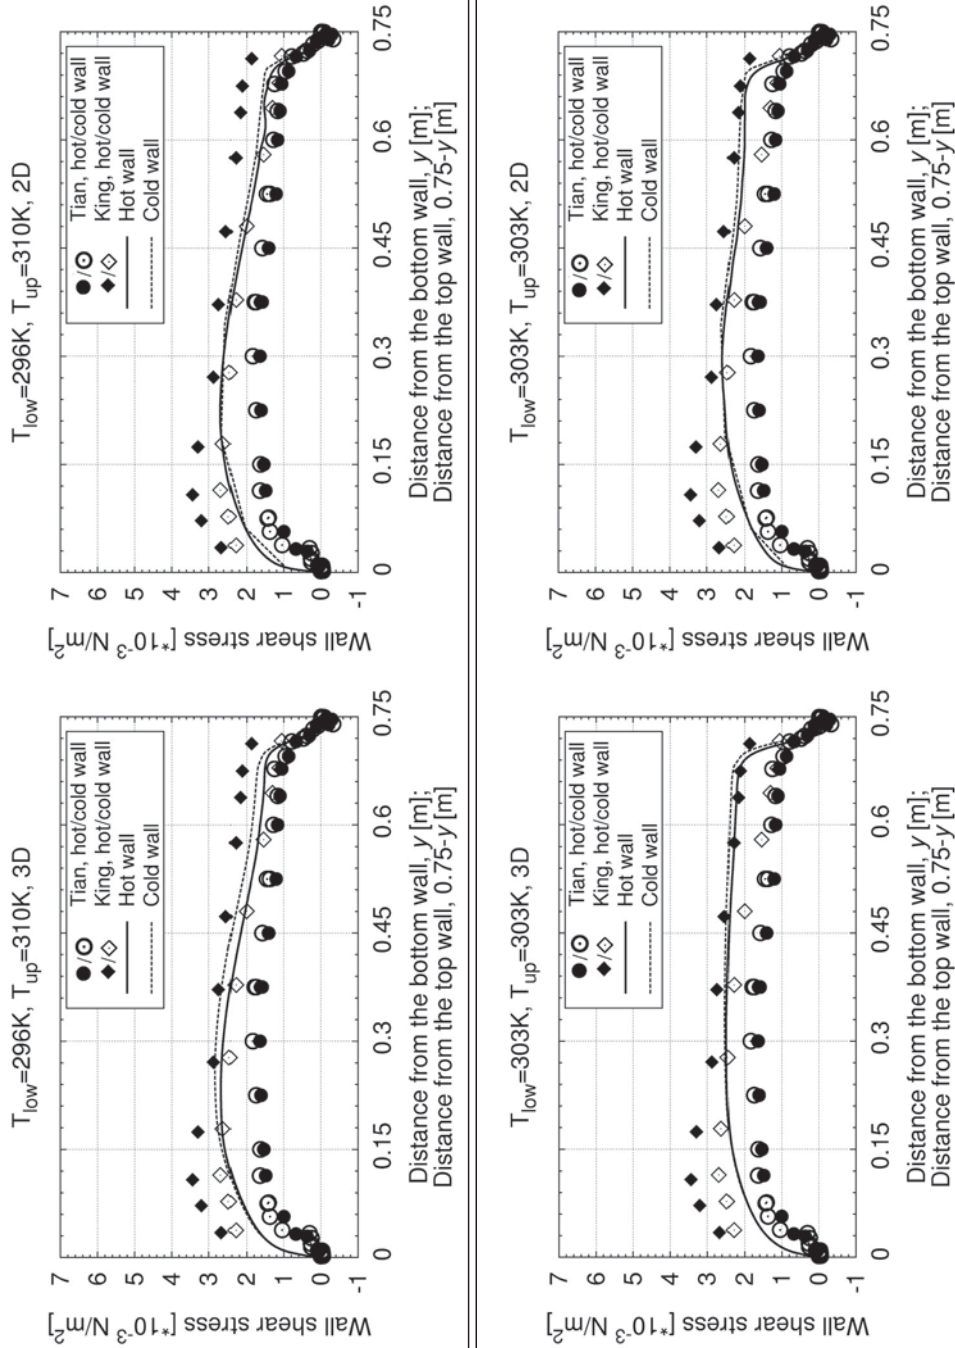 T_low=296K, T_up=310K, 3D
Tian, hot/cold wall
King, hot/cold wall
Hot wall
Cold wall
7
6
5
4
3
2
1
0
-1
Wall shear stress [*10^-3 N/m^2]
0 0.15 0.3 0.45 0.6 0.75
Distance from the bottom wall, y [m];
Distance from the top wall, 0.75-y [m]
T_low=296K, T_up=310K, 2D
Tian, hot/cold wall
King, hot/cold wall
Hot wall
Cold wall
7
6
5
4
3
2
1
0
-1
Wall shear stress [*10^-3 N/m^2]
0 0.15 0.3 0.45 0.6 0.75
Distance from the bottom wall, y [m];
Distance from the top wall, 0.75-y [m]
T_low=303K, T_up=303K, 3D
Tian, hot/cold wall
King, hot/cold wall
Hot wall
Cold wall
7
6
5
4
3
2
1
0
-1
Wall shear stress [*10^-3 N/m^2]
0 0.15 0.3 0.45 0.6 0.75
Distance from the bottom wall, y [m];
Distance from the top wall, 0.75-y [m]
T_low=303K, T_up=303K, 2D
Tian, hot/cold wall
King, hot/cold wall
Hot wall
Cold wall
7
6
5
4
3
2
1
0
-1
Wall shear stress [*10^-3 N/m^2]
0 0.15 0.3 0.45 0.6 0.75
Distance from the bottom wall, y [m];
Distance from the top wall, 0.75-y [m]